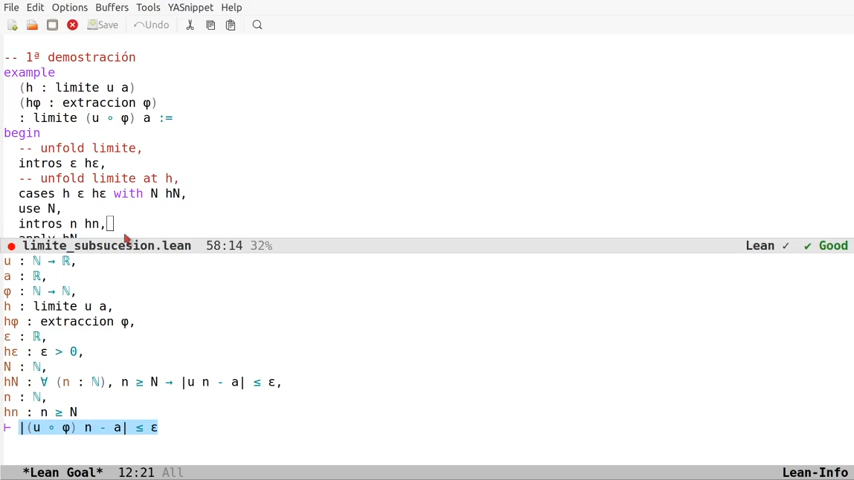 File Edit Options Buffers Tools YASnippet Help
Save Undo
-- 1ª demostración
example
(h : limite u a)
(hφ : extraccion φ)
: limite (u ∘ φ) a :=
begin
-- unfold limite,
intros ε hε,
-- unfold limite at h,
cases h ε hε with N hN,
use N,
intros n hn,
apply hN
limite_subsucesion.lean 58:14 32% Lean ✓ ✔ Good
u : ℕ → ℝ,
a : ℝ,
φ : ℕ → ℕ,
h : limite u a,
hφ : extraccion φ,
ε : ℝ,
hε : ε > 0,
N : ℕ,
hN : ∀ (n : ℕ), n ≥ N → |u n - a| ≤ ε,
n : ℕ,
hn : n ≥ N
⊢ |(u ∘ φ) n - a| ≤ ε
*Lean Goal* 12:21 All Lean-Info